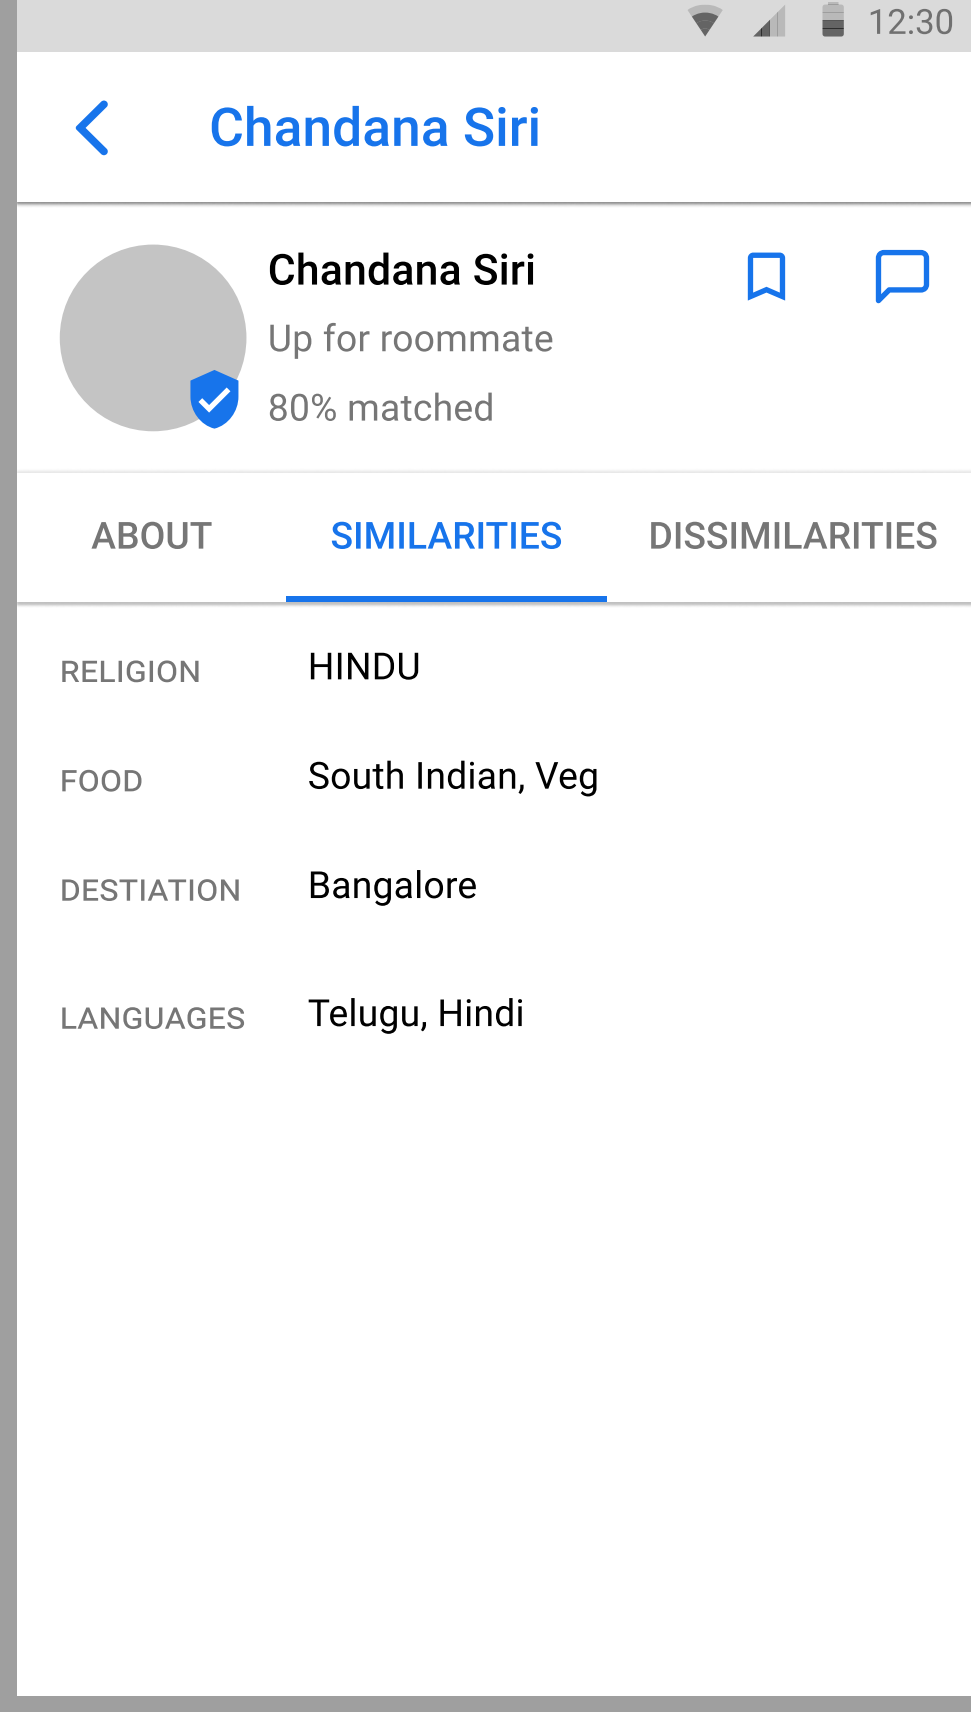 12:30
Chandana Siri
Chandana Siri
Up for roommate
80% matched
ABOUT SIMILARITIES DISSIMILARITIES
RELIGION HINDU
FOOD South Indian, Veg
DESTIATION Bangalore
LANGUAGES Telugu, Hindi